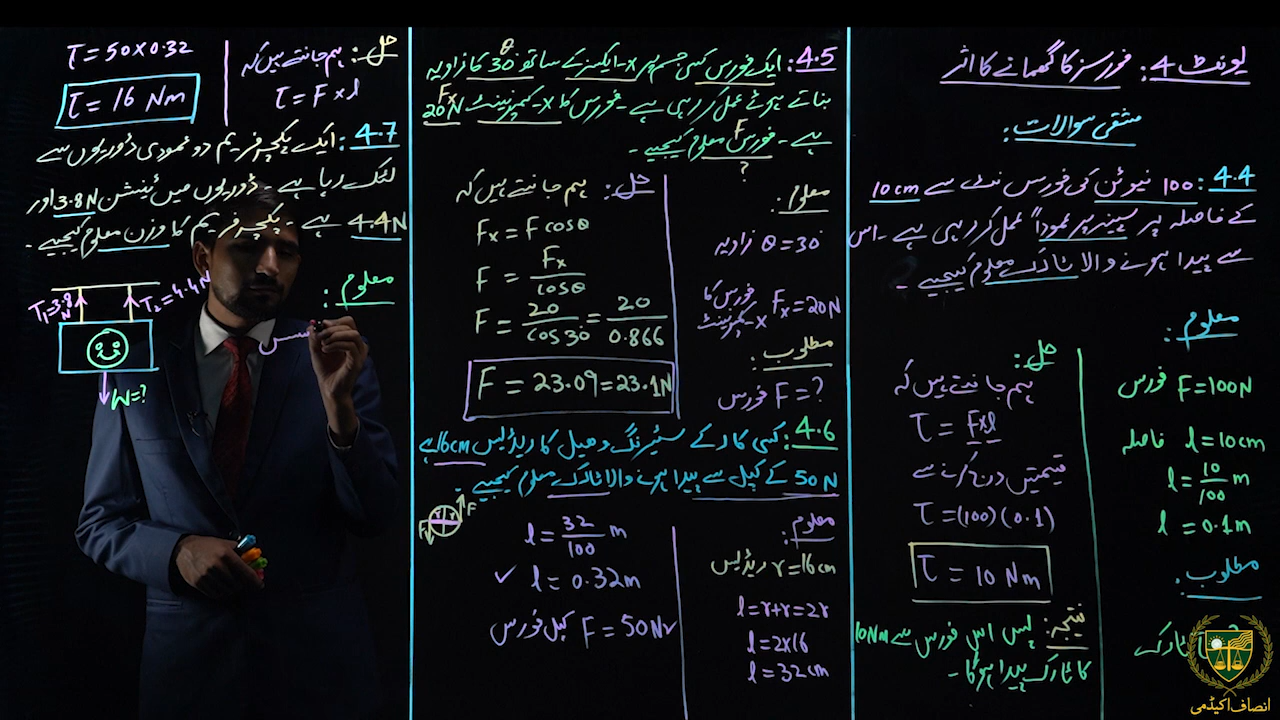 یونٹ 4: فورسز کا گھمانے کا اثر
مشقی سوالات:
4.4: 100 نیوٹن کی فورس نٹ سے 10cm
کے فاصلہ پر سپینر پر عموداً عمل کر رہی ہے۔ اس
سے پیدا ہونے والا ٹارک معلوم کیجیے۔
معلوم:
فورس F=100N
فاصلہ l=10cm
l=10/100 m
l=0.1m
مطلوب:
ٹارک
حل:
ہم جانتے ہیں کہ
τ=F×l
قیمتیں درج کرنے سے
τ=(100)(0.1)
τ=10 Nm
نتیجہ: پس اس فورس سے 10Nm
کا ٹارک پیدا ہوگا۔
4.5: ایک فورس کسی جسم پر x-ایکسز کے ساتھ 30° کا زاویہ
θ
بناتے ہوئے عمل کر رہی ہے۔ فورس کا x-کمپوننٹ 20N
Fx
ہے۔ فورس معلوم کیجیے۔
F
?
معلوم:
زاویہ θ=30°
فورس کا x-کمپوننٹ Fx=20N
مطلوب:
فورس F=?
حل: ہم جانتے ہیں کہ
Fx=F cosθ
F=Fx/cosθ
F=20/cos30=20/0.866
F=23.09=23.1N
4.6: کسی کار کے سٹیئرنگ وھیل کا ریڈیس 16cm ہے
50N کے کپل سے پیدا ہونے والا ٹارک معلوم کیجیے۔
F r r F
معلوم:
ریڈیس r=16cm
l=r+r=2r
l=2×16
l=32cm
l=32/100 m
✓ l=0.32m
کپل فورس F=50N✓
حل: ہم جانتے ہیں کہ
τ=F×l
τ=50×0.32
τ=16 Nm
4.7: ایک پکچر فریم دو عمودی ڈوریوں سے
لٹک رہا ہے۔ ڈوریوں میں ٹینشن 3.8N اور
4.4N ہے۔ پکچر فریم کا وزن معلوم کیجیے۔
معلوم:
T₁=3.8N
T₂=4.4N
W=?
انصاف اکیڈمی